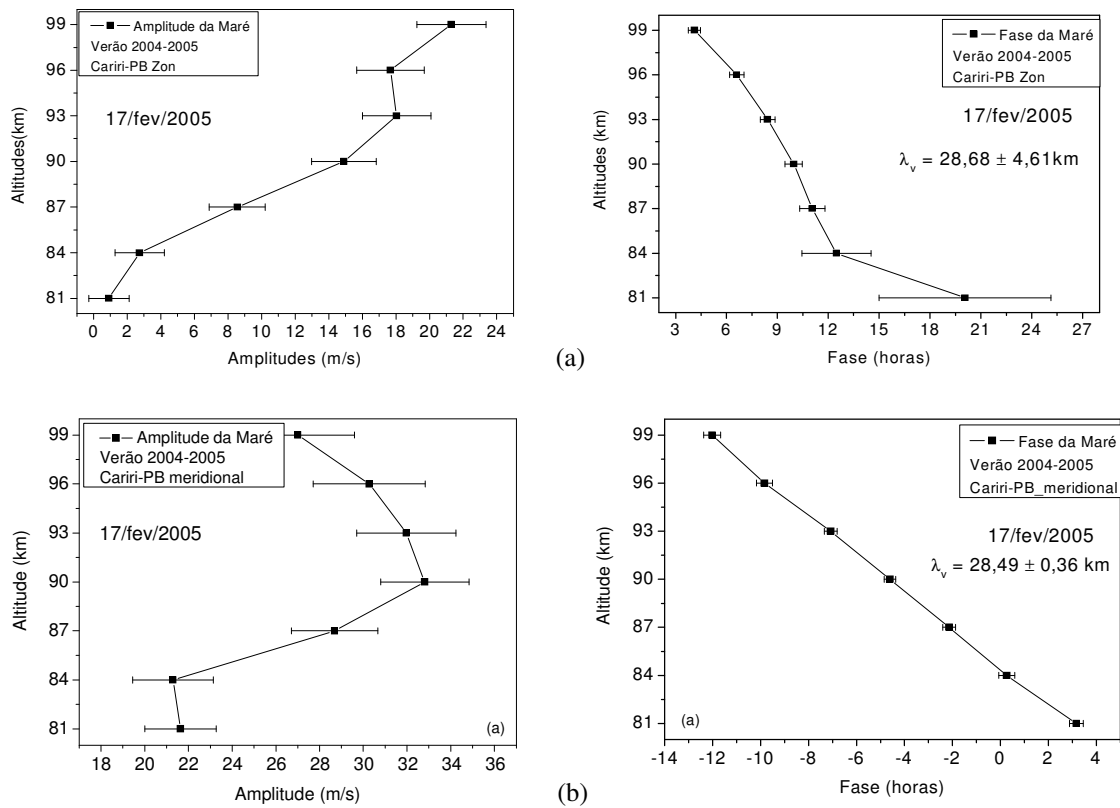 Amplitude da Maré
Verão 2004-2005
Cariri-PB Zon
17/fev/2005
Altitudes(km)
99
96
93
90
87
84
81
0 2 4 6 8 10 12 14 16 18 20 22 24
Amplitudes (m/s)
Fase da Maré
Verão 2004-2005
Cariri-PB Zon
17/fev/2005
λv = 28,68 ± 4,61km
Altitudes (km)
99
96
93
90
87
84
81
3 6 9 12 15 18 21 24 27
Fase (horas)
(a)
Amplitude da Maré
Verão 2004-2005
Cariri-PB meridional
17/fev/2005
Altitude (km)
99
96
93
90
87
84
81
(a)
18 20 22 24 26 28 30 32 34 36
Amplitude (m/s)
Fase da Maré
Verão 2004-2005
Cariri-PB_meridional
17/fev/2005
λv = 28,49 ± 0,36 km
Altitude (km)
99
96
93
90
87
84
81
(a)
-14 -12 -10 -8 -6 -4 -2 0 2 4
Fase (horas)
(b)